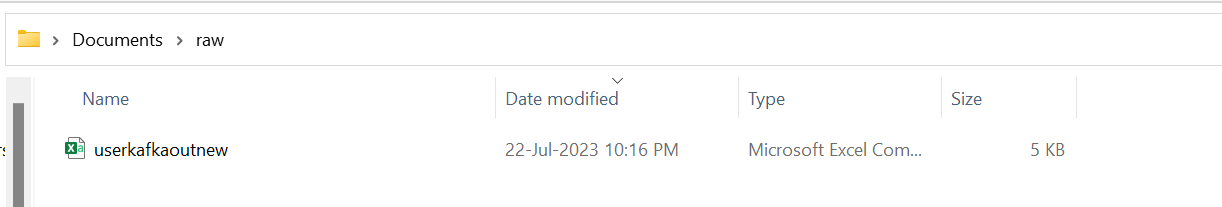 Documents > raw
Name Date modified Type Size
userkafkaoutnew 22-Jul-2023 10:16 PM Microsoft Excel Com... 5 KB